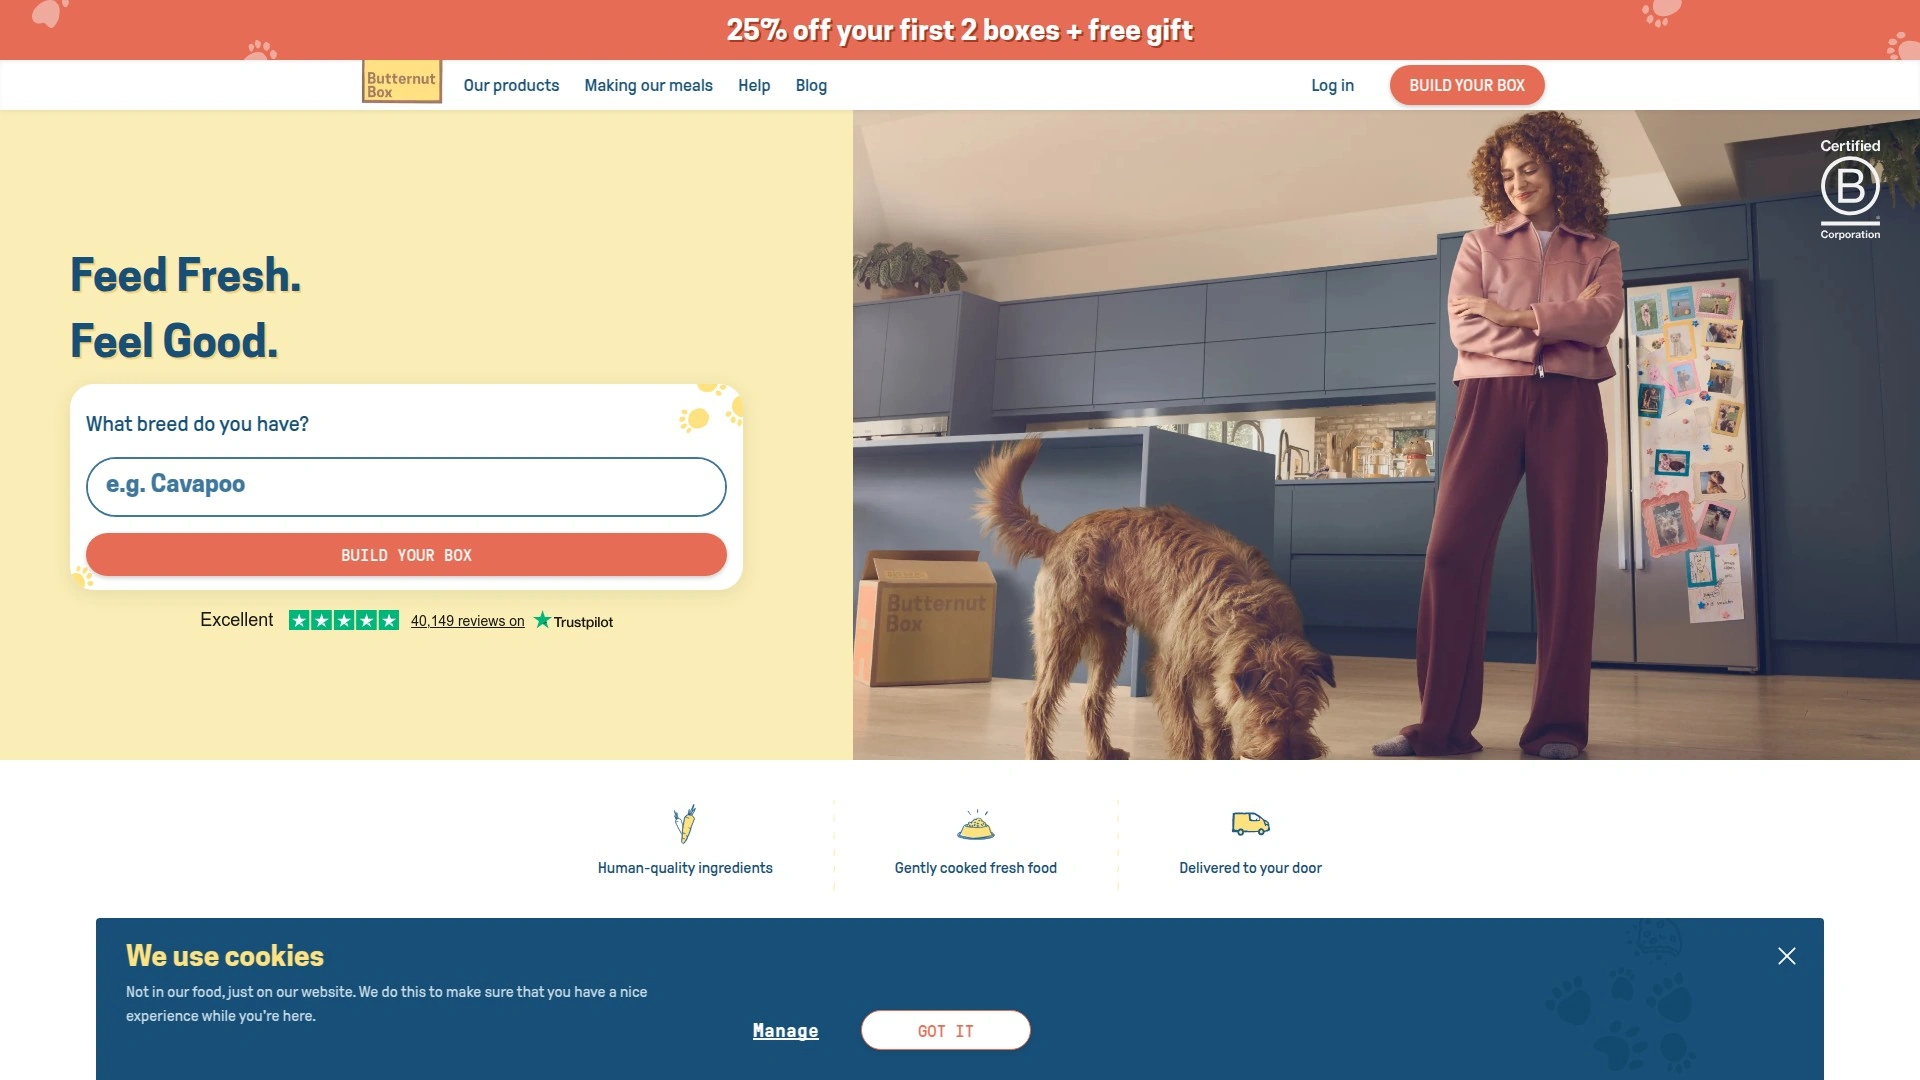 25% off your first 2 boxes + free gift
Butternut
Box
Our products
Making our meals
Help
Blog
Log in
BUILD YOUR BOX
Certified
B
Corporation
Feed Fresh.
Feel Good.
What breed do you have?
e.g. Cavapoo
BUILD YOUR BOX
Excellent
40,149 reviews on
Trustpilot
Butternut
Box
Human-quality ingredients
Gently cooked fresh food
Delivered to your door
We use cookies
Not in our food, just on our website. We do this to make sure that you have a nice
experience while you're here.
Manage
GOT IT